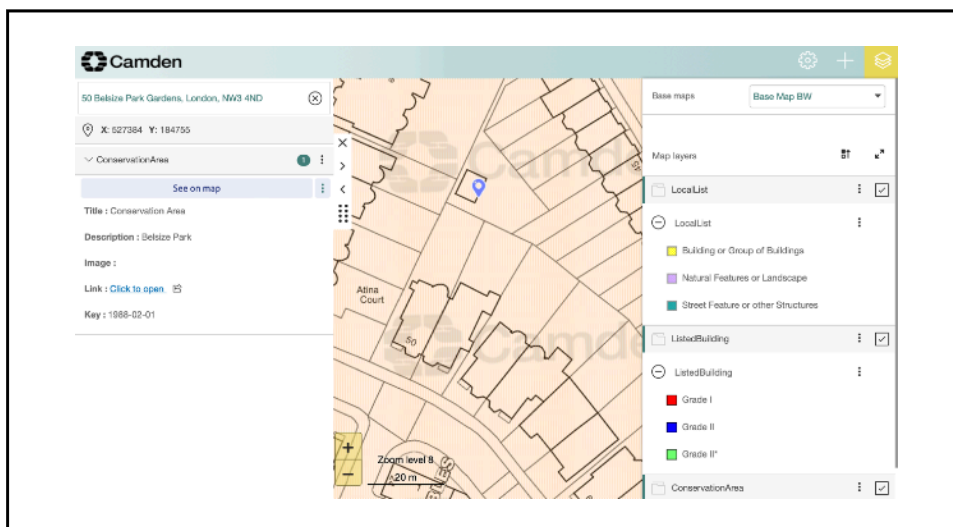 Camden
50 Belsize Park Gardens, London, NW3 4ND
X: 527384 Y: 184755
ConservationArea 1
See on map
Title : Conservation Area
Description : Belsize Park
Image :
Link : Click to open
Key : 1988-02-01
Camden
Atina
Court
50
Camden
45
Zoom level 8
20 m
Base maps Base Map BW
Map layers
LocalList
LocalList
Building or Group of Buildings
Natural Features or Landscape
Street Feature or other Structures
ListedBuilding
ListedBuilding
Grade I
Grade II
Grade II*
ConservationArea